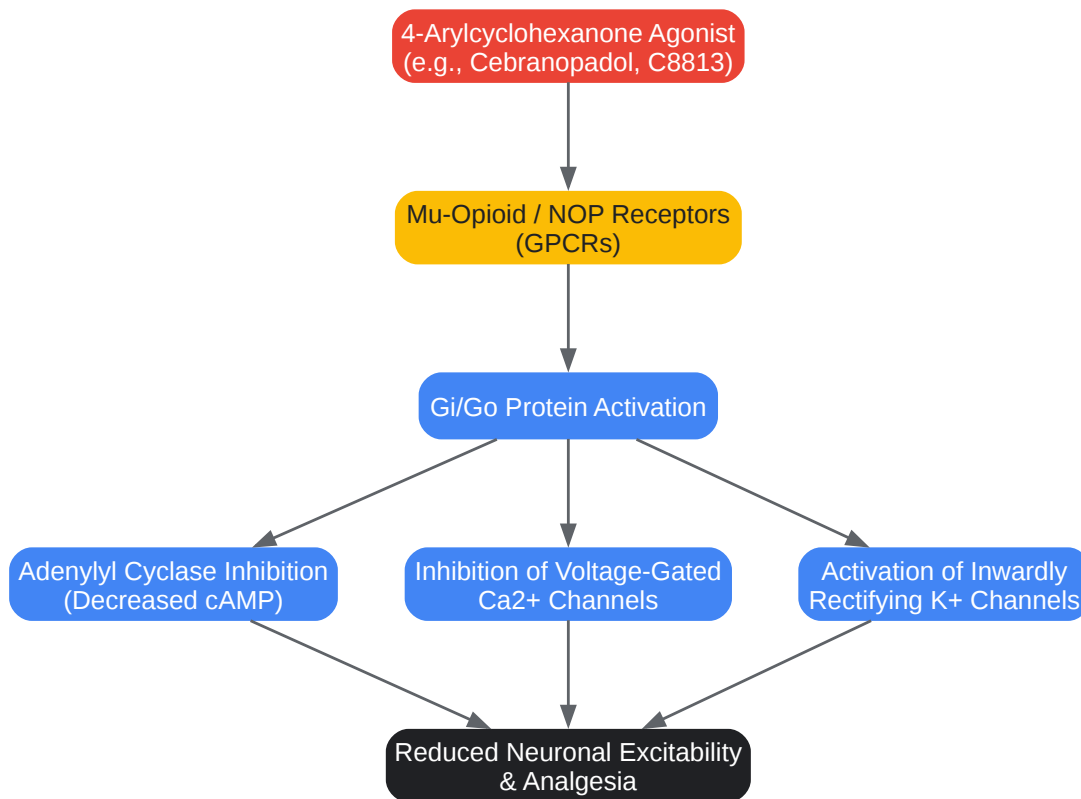 4-Arylcyclohexanone Agonist
(e.g., Cebranopadol, C8813)
Mu-Opioid / NOP Receptors
(GPCRs)
Gi/Go Protein Activation
Adenylyl Cyclase Inhibition
(Decreased cAMP)
Inhibition of Voltage-Gated
Ca2+ Channels
Activation of Inwardly
Rectifying K+ Channels
Reduced Neuronal Excitability
& Analgesia